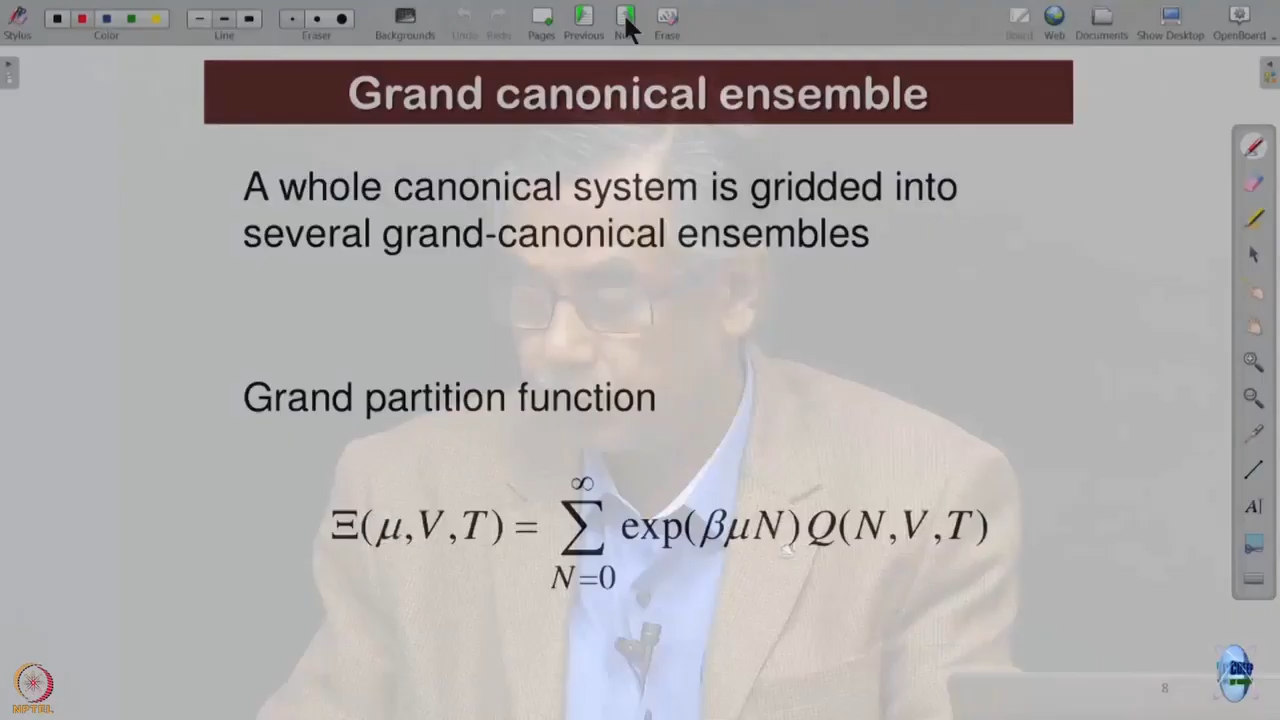 Stylus
Color
Line
Eraser
Backgrounds
Undo
Pages
Previous
Erase
Board
Web
Documents
Show Desktop
OpenBoard
Grand canonical ensemble
A whole canonical system is gridded into
several grand-canonical ensembles
Grand partition function
Ξ(μ,V,T) = ∑_{N=0}^{∞} exp(βμN)Q(N,V,T)
NPTEL
8